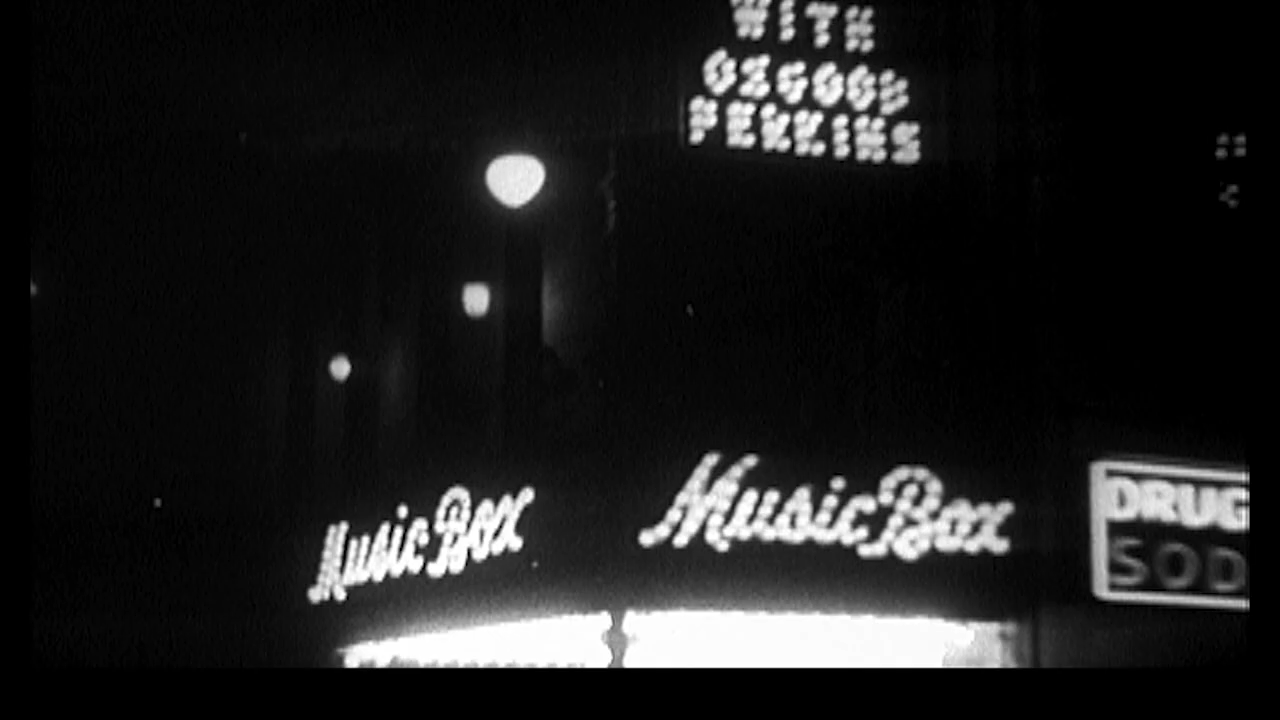 WITH
OSGOOD
PERKINS
Music Box
Music Box
DRUG
SOD